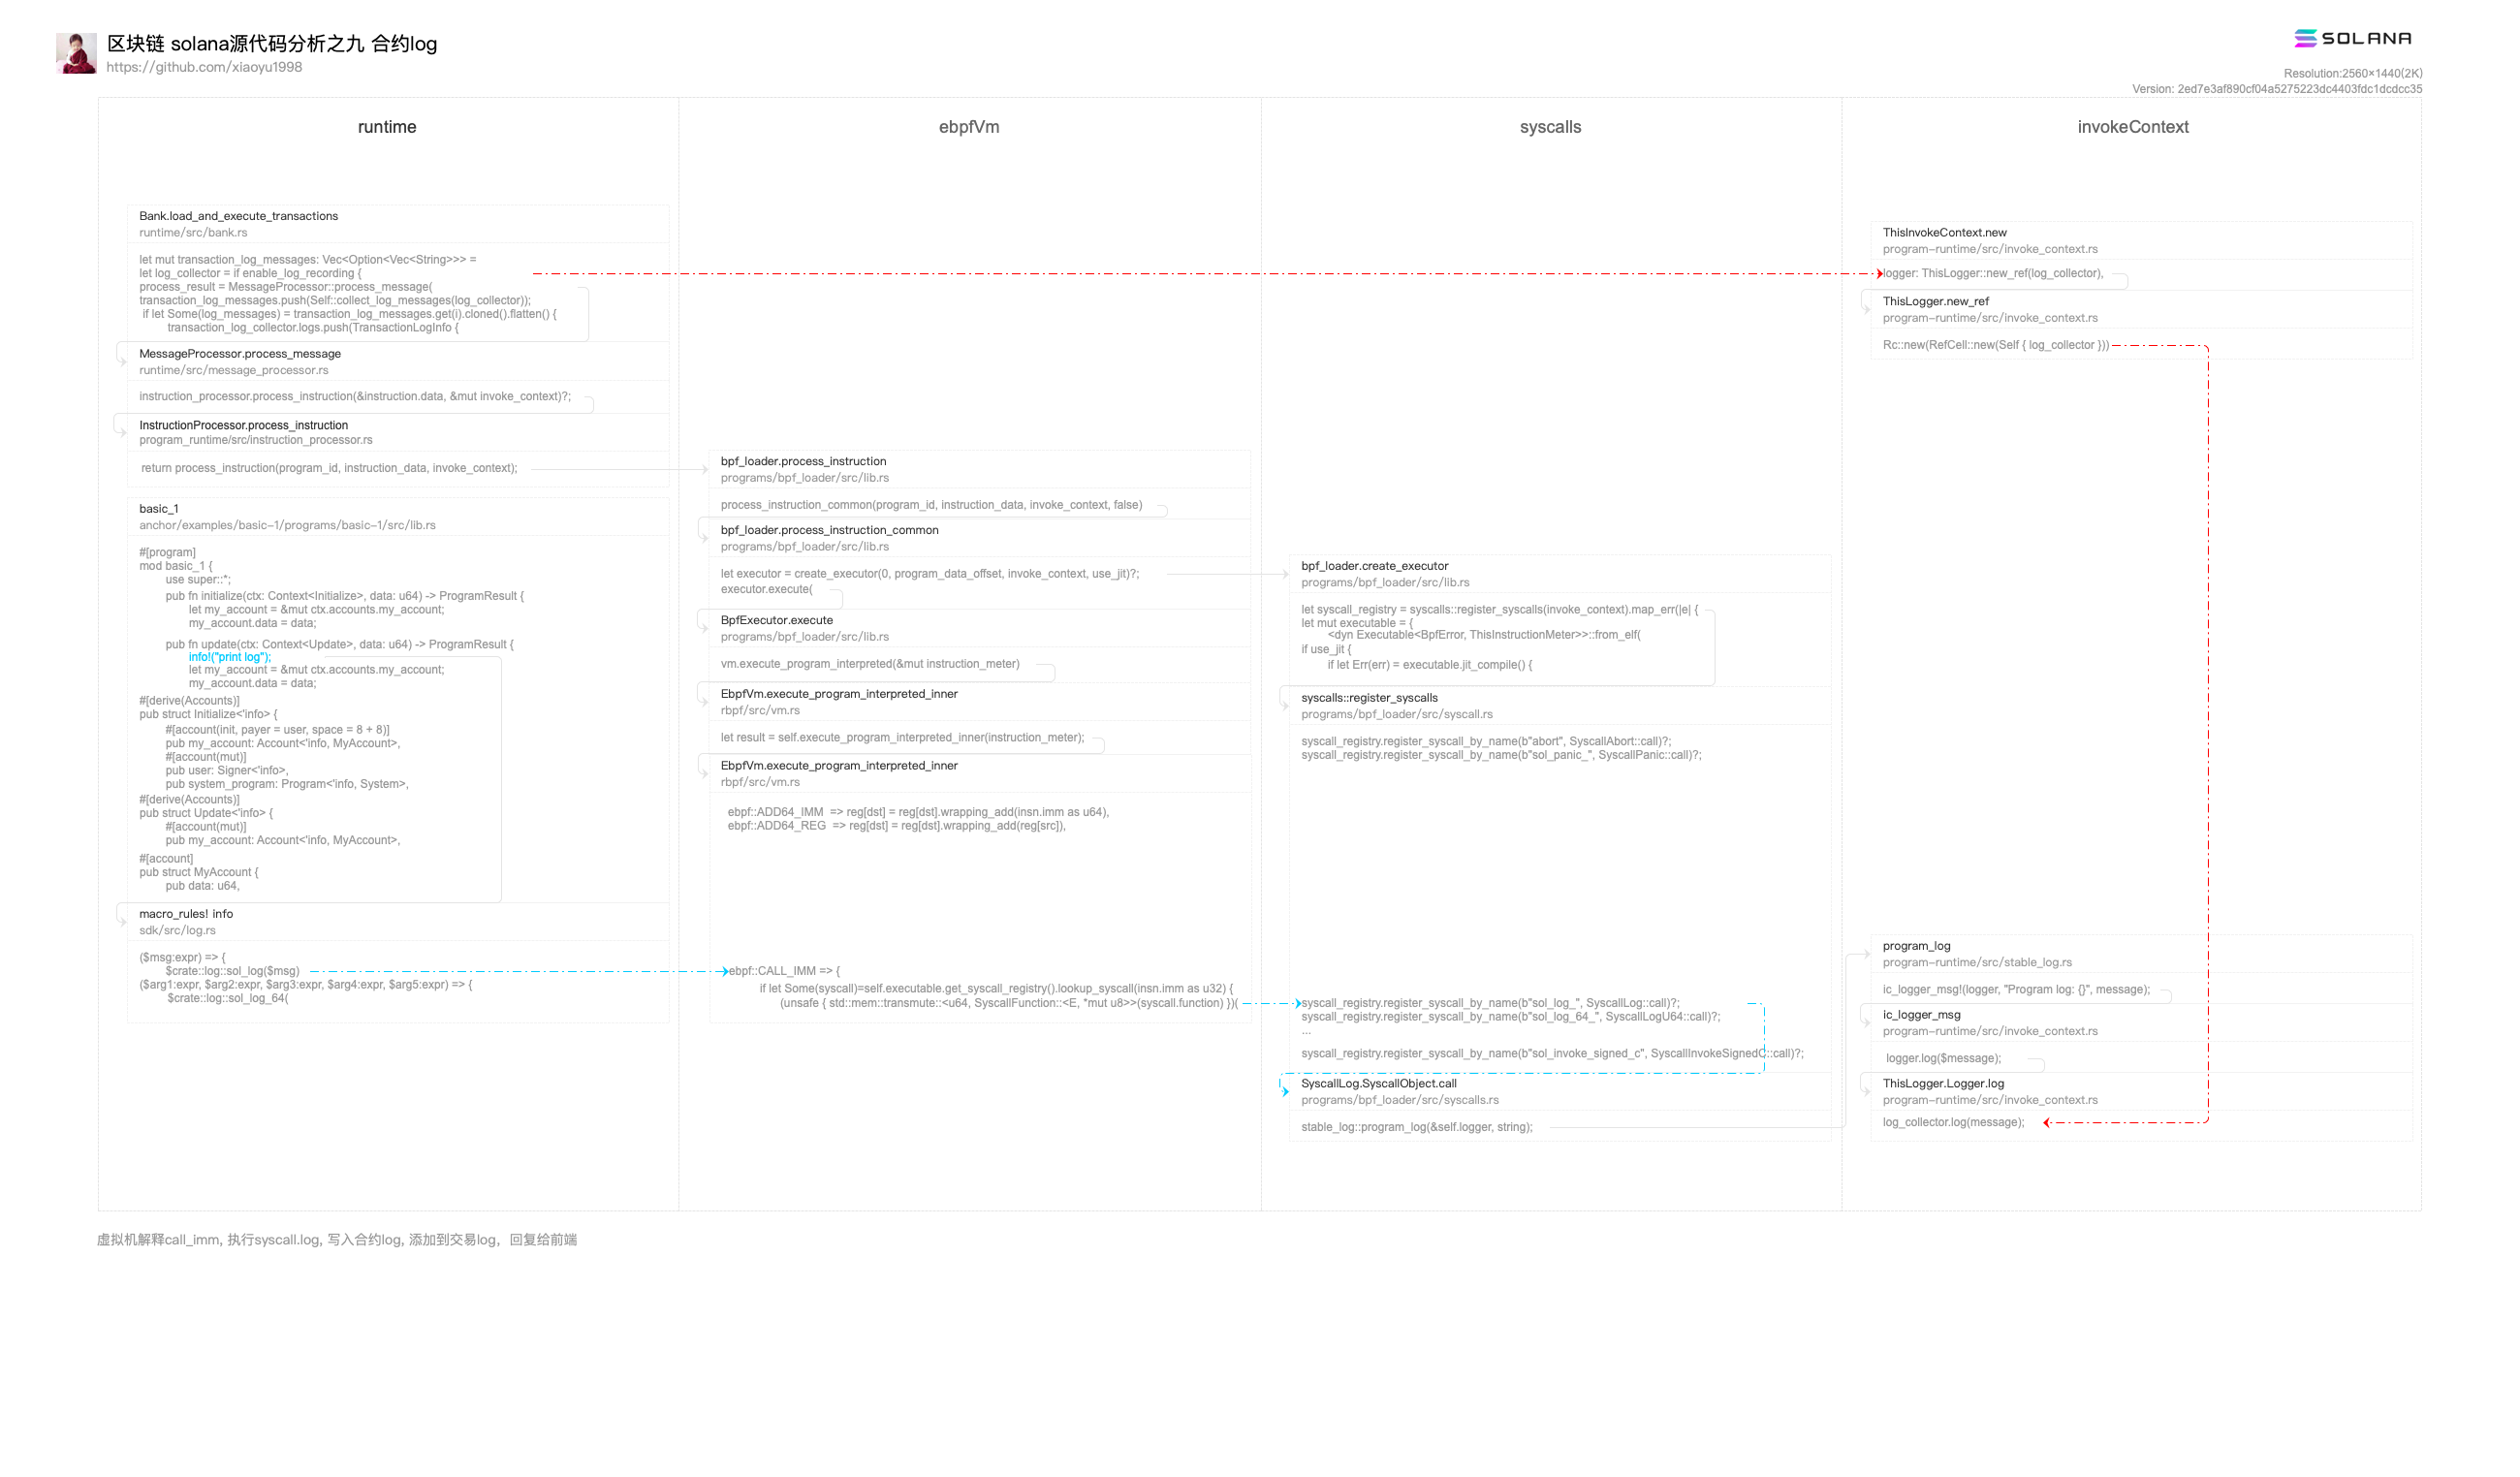 区块链 solana源代码分析之九 合约log
https://github.com/xiaoyu1998
SOLANA
Resolution:2560×1440(2K)
Version: 2ed7e3af890cf04a5275223dc4403fdc1dcdcc35
runtime
Bank.load_and_execute_transactions
runtime/src/bank.rs
let mut transaction_log_messages: Vec<Option<Vec<String>>> =
let log_collector = if enable_log_recording {
process_result = MessageProcessor::process_message(
transaction_log_messages.push(Self::collect_log_messages(log_collector));
if let Some(log_messages) = transaction_log_messages.get(i).cloned().flatten() {
transaction_log_collector.logs.push(TransactionLogInfo {
MessageProcessor.process_message
runtime/src/message_processor.rs
instruction_processor.process_instruction(&instruction.data, &mut invoke_context)?;
InstructionProcessor.process_instruction
program_runtime/src/instruction_processor.rs
return process_instruction(program_id, instruction_data, invoke_context);
basic_1
anchor/examples/basic-1/programs/basic-1/src/lib.rs
#[program]
mod basic_1 {
use super::*;
pub fn initialize(ctx: Context<Initialize>, data: u64) -> ProgramResult {
let my_account = &mut ctx.accounts.my_account;
my_account.data = data;
pub fn update(ctx: Context<Update>, data: u64) -> ProgramResult {
info!("print log");
let my_account = &mut ctx.accounts.my_account;
my_account.data = data;
#[derive(Accounts)]
pub struct Initialize<'info> {
#[account(init, payer = user, space = 8 + 8)]
pub my_account: Account<'info, MyAccount>,
#[account(mut)]
pub user: Signer<'info>,
pub system_program: Program<'info, System>,
#[derive(Accounts)]
pub struct Update<'info> {
#[account(mut)]
pub my_account: Account<'info, MyAccount>,
#[account]
pub struct MyAccount {
pub data: u64,
macro_rules! info
sdk/src/log.rs
($msg:expr) => {
$crate::log::sol_log($msg)
($arg1:expr, $arg2:expr, $arg3:expr, $arg4:expr, $arg5:expr) => {
$crate::log::sol_log_64(
ebpfVm
bpf_loader.process_instruction
programs/bpf_loader/src/lib.rs
process_instruction_common(program_id, instruction_data, invoke_context, false)
bpf_loader.process_instruction_common
programs/bpf_loader/src/lib.rs
let executor = create_executor(0, program_data_offset, invoke_context, use_jit)?;
executor.execute(
BpfExecutor.execute
programs/bpf_loader/src/lib.rs
vm.execute_program_interpreted(&mut instruction_meter)
EbpfVm.execute_program_interpreted_inner
rbpf/src/vm.rs
let result = self.execute_program_interpreted_inner(instruction_meter);
EbpfVm.execute_program_interpreted_inner
rbpf/src/vm.rs
ebpf::ADD64_IMM => reg[dst] = reg[dst].wrapping_add(insn.imm as u64),
ebpf::ADD64_REG => reg[dst] = reg[dst].wrapping_add(reg[src]),
ebpf::CALL_IMM => {
if let Some(syscall)=self.executable.get_syscall_registry().lookup_syscall(insn.imm as u32) {
(unsafe { std::mem::transmute::<u64, SyscallFunction::<E, *mut u8>>(syscall.function) })(
syscalls
bpf_loader.create_executor
programs/bpf_loader/src/lib.rs
let syscall_registry = syscalls::register_syscalls(invoke_context).map_err(|e| {
let mut executable = {
<dyn Executable<BpfError, ThisInstructionMeter>>::from_elf(
if use_jit {
if let Err(err) = executable.jit_compile() {
syscalls::register_syscalls
programs/bpf_loader/src/syscall.rs
syscall_registry.register_syscall_by_name(b"abort", SyscallAbort::call)?;
syscall_registry.register_syscall_by_name(b"sol_panic_", SyscallPanic::call)?;
syscall_registry.register_syscall_by_name(b"sol_log_", SyscallLog::call)?;
syscall_registry.register_syscall_by_name(b"sol_log_64_", SyscallLogU64::call)?;
...
syscall_registry.register_syscall_by_name(b"sol_invoke_signed_c", SyscallInvokeSignedC::call)?;
SyscallLog.SyscallObject.call
programs/bpf_loader/src/syscalls.rs
stable_log::program_log(&self.logger, string);
invokeContext
ThisInvokeContext.new
program-runtime/src/invoke_context.rs
logger: ThisLogger::new_ref(log_collector),
ThisLogger.new_ref
program-runtime/src/invoke_context.rs
Rc::new(RefCell::new(Self { log_collector }))
program_log
program-runtime/src/stable_log.rs
ic_logger_msg!(logger, "Program log: {}", message);
ic_logger_msg
program-runtime/src/invoke_context.rs
logger.log($message);
ThisLogger.Logger.log
program-runtime/src/invoke_context.rs
log_collector.log(message);
虚拟机解释call_imm, 执行syscall.log, 写入合约log, 添加到交易log，回复给前端